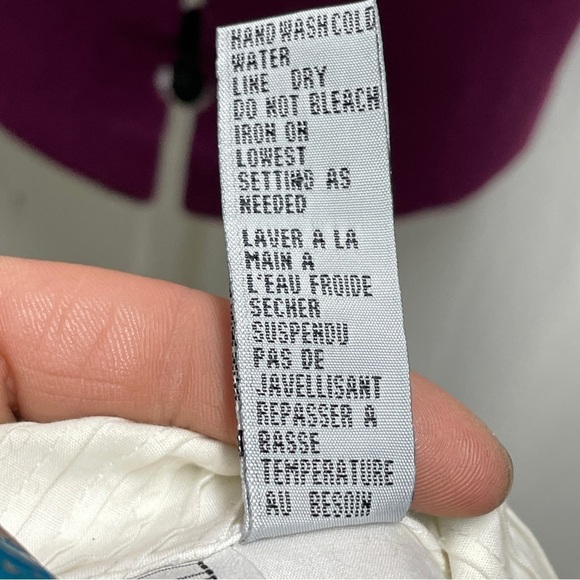 HAND WASH COLD
WATER
LINE DRY
DO NOT BLEACH
IRON ON
LOWEST
SETTING AS
NEEDED
LAVER A LA
MAIN A
L'EAU FROIDE
SECHER
SUSPENDU
PAS DE
JAVELLISANT
REPASSER A
BASSE
TEMPERATURE
AU BESOIN